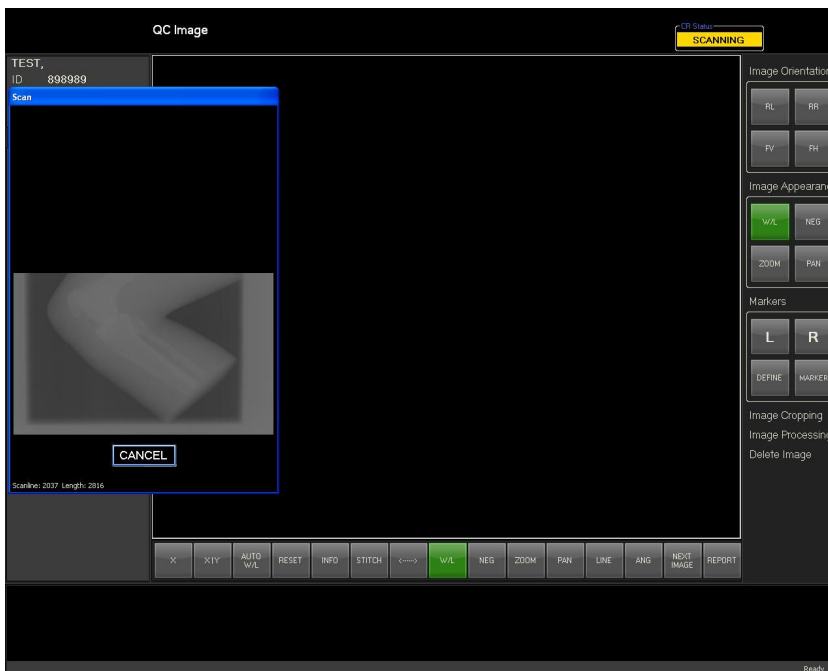 QC Image
CR Status
SCANNING
TEST,
ID 898989
Scan
CANCEL
Scanline: 2037 Length: 2816
Image Orientation
RL RR
FV FH
Image Appearan
W/L NEG
ZOOM PAN
Markers
L R
DEFINE MARKER
Image Cropping
Image Processing
Delete Image
X X|Y AUTO W/L RESET INFO STITCH <----> W/L NEG ZOOM PAN LINE ANG NEXT IMAGE REPORT
Ready